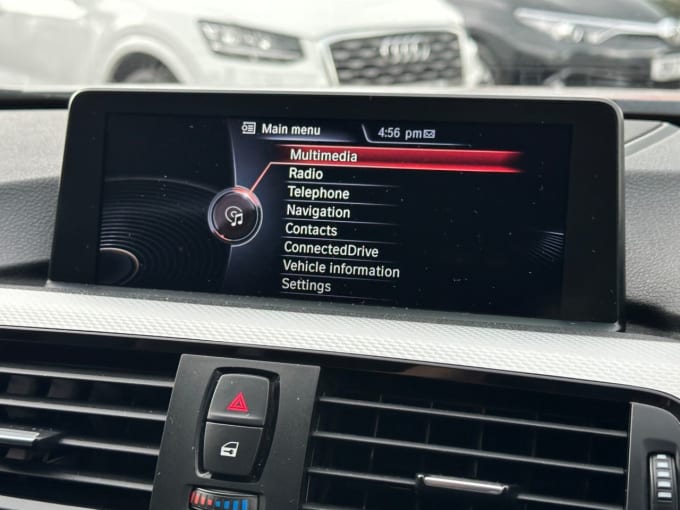 Main menu
4:56 pm
Multimedia
Radio
Telephone
Navigation
Contacts
ConnectedDrive
Vehicle information
Settings